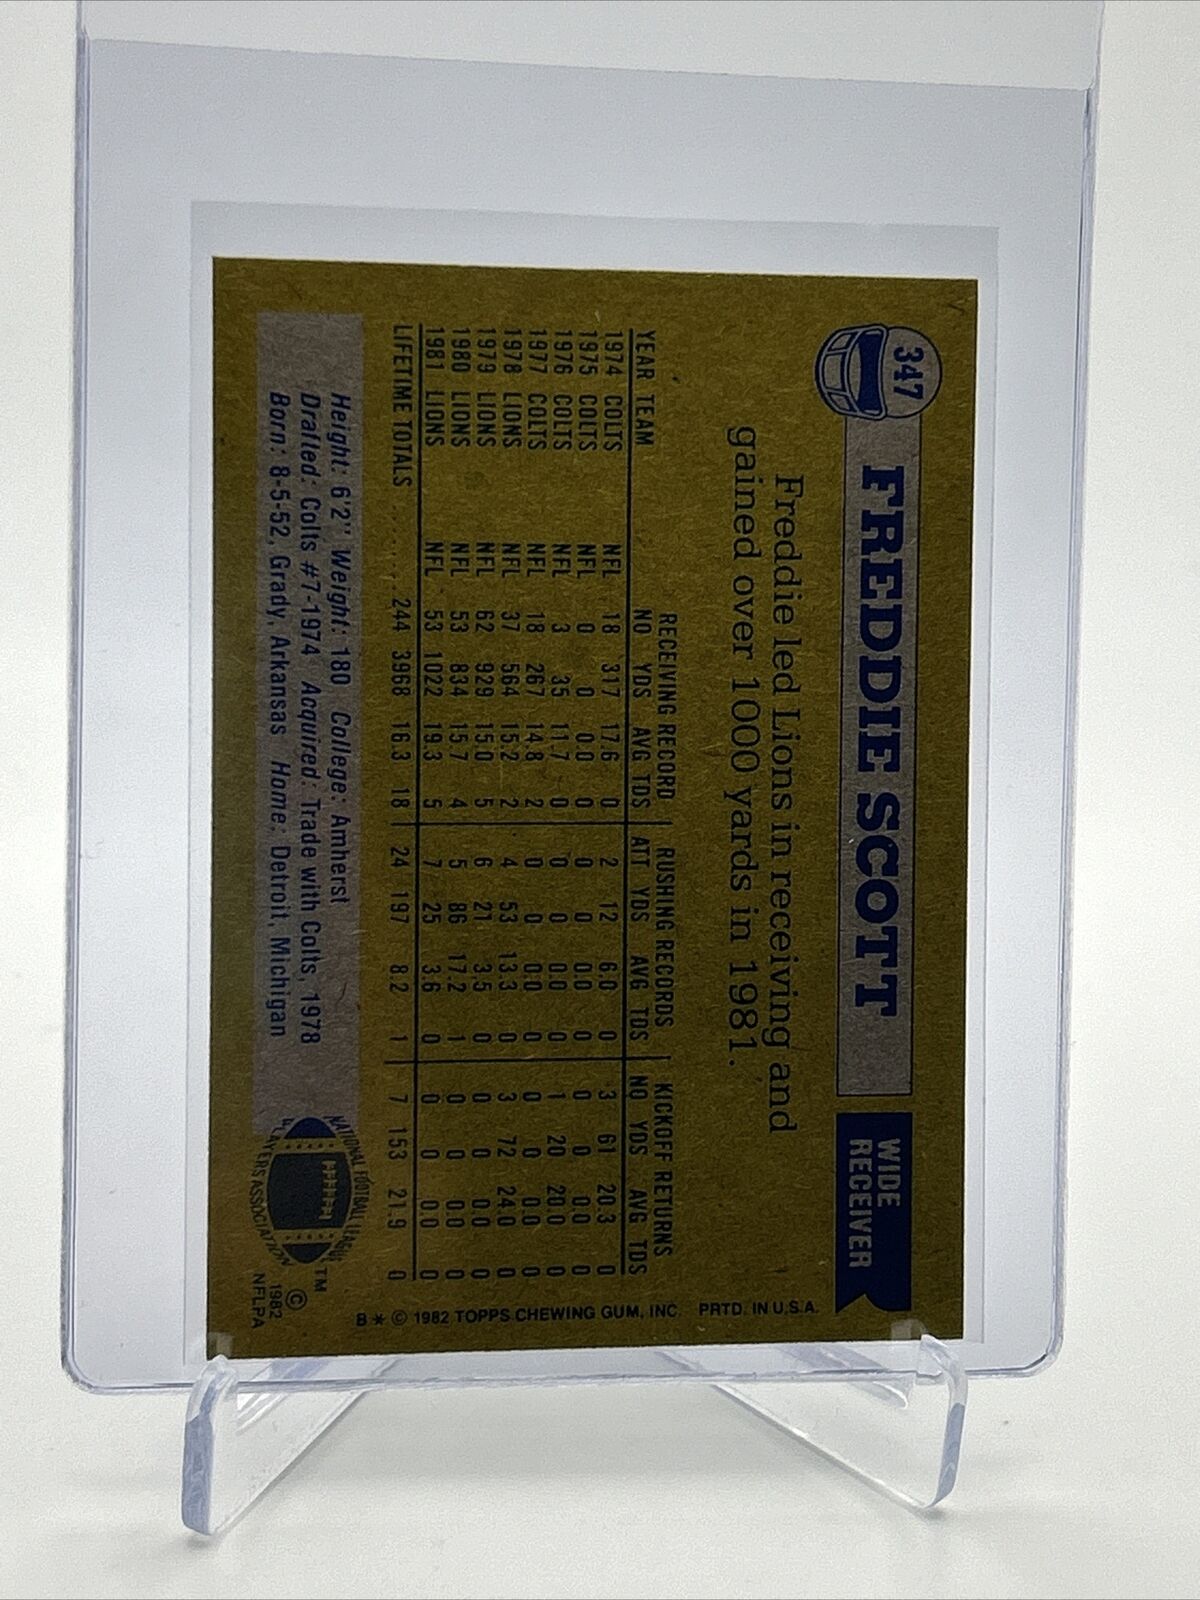 347
FREDDIE SCOTT
WIDE
RECEIVER
Freddie led Lions in receiving and
gained over 1000 yards in 1981.
RECEIVING RECORD RUSHING RECORDS KICKOFF RETURNS
YEAR TEAM NO YDS AVG TDS ATT YDS AVG TDS NO YDS AVG TDS
1974 COLTS NFL 18 317 17.6 0 2 12 6.0 0 3 61 20.3 0
1975 COLTS NFL 0 0 0.0 0 0 0 0.0 0 0 0 0.0 0
1976 COLTS NFL 3 35 11.7 0 0 0 0.0 0 1 20 20.0 0
1977 COLTS NFL 18 267 14.8 2 0 0 0.0 0 0 0 0.0 0
1978 LIONS NFL 37 564 15.2 2 4 53 13.3 0 3 72 24.0 0
1979 LIONS NFL 62 929 15.0 5 6 21 3.5 0 0 0 0.0 0
1980 LIONS NFL 53 834 15.7 4 5 86 17.2 1 0 0 0.0 0
1981 LIONS NFL 53 1022 19.3 5 7 25 3.6 0 0 0 0.0 0
LIFETIME TOTALS ........ 244 3968 16.3 18 24 197 8.2 1 7 153 21.9 0
Height: 6'2" Weight: 180 College: Amherst
Drafted: Colts #7-1974 Acquired: Trade with Colts, 1978
Born: 8-5-52, Grady, Arkansas Home: Detroit, Michigan
NATIONAL FOOTBALL LEAGUE
PLAYERS ASSOCIATION
TM
©
1982
NFLPA
B * © 1982 TOPPS CHEWING GUM, INC. PRTD. IN U.S.A.